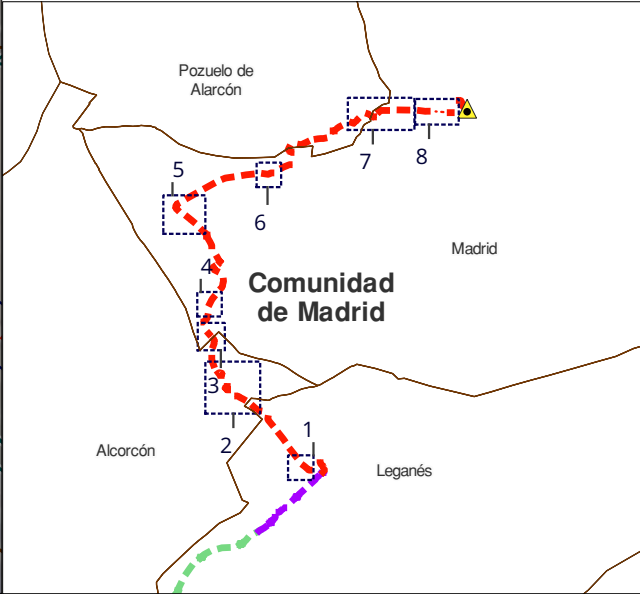 Pozuelo de
Alarcón
7
8
5
6
Madrid
4
Comunidad
de Madrid
3
2
1
Alcorcón
Leganés